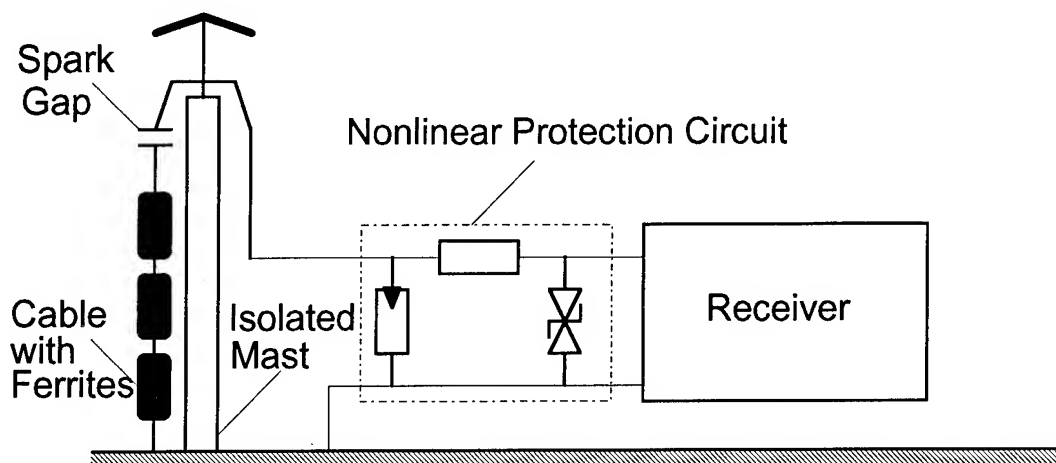 Spark
Gap
Nonlinear Protection Circuit
Receiver
Isolated
Mast
Cable
with
Ferrites